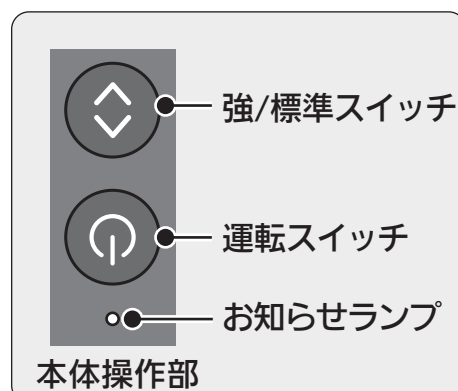 強/標準スイッチ
運転スイッチ
お知らせランプ
本体操作部